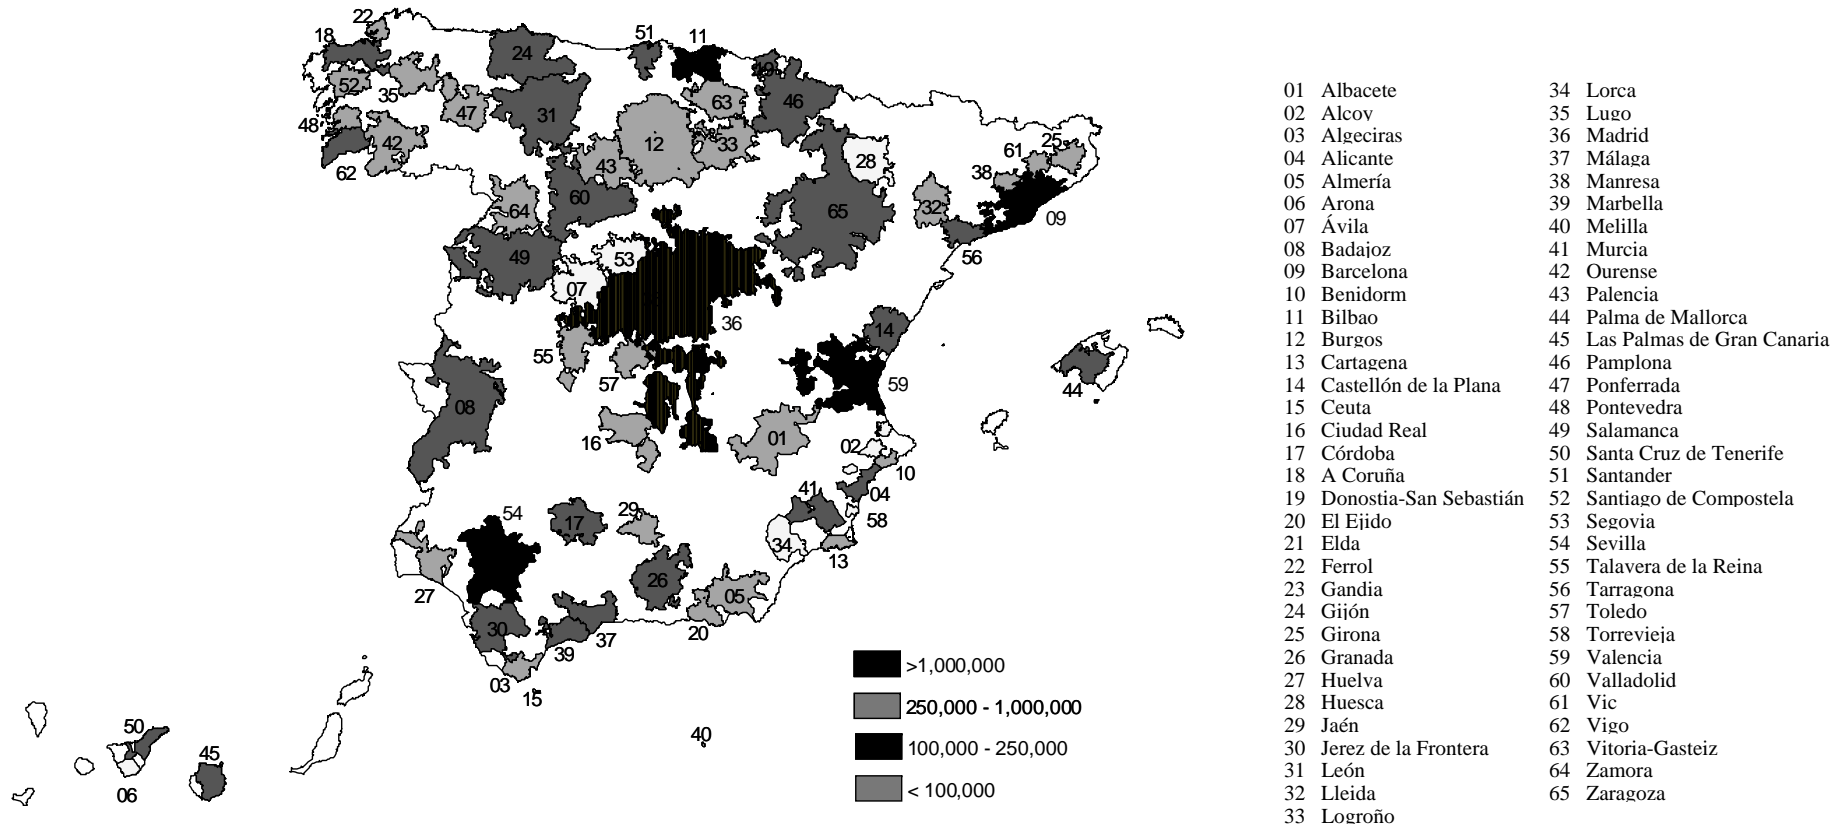 22
18
51
11
24
19
52
35
46
47
63
31
48
42
12
33
62
43
28
25
61
38
60
64
65
32
09
49
53
56
07
36
14
55
57
59
44
08
16
01
02
10
41
04
54
17
29
58
34
13
26
27
05
30
37
20
39
03
15
50
40
45
06
>1,000,000
250,000 - 1,000,000
100,000 - 250,000
< 100,000
01 Albacete
02 Alcoy
03 Algeciras
04 Alicante
05 Almería
06 Arona
07 Ávila
08 Badajoz
09 Barcelona
10 Benidorm
11 Bilbao
12 Burgos
13 Cartagena
14 Castellón de la Plana
15 Ceuta
16 Ciudad Real
17 Córdoba
18 A Coruña
19 Donostia-San Sebastián
20 El Ejido
21 Elda
22 Ferrol
23 Gandia
24 Gijón
25 Girona
26 Granada
27 Huelva
28 Huesca
29 Jaén
30 Jerez de la Frontera
31 León
32 Lleida
33 Logroño
34 Lorca
35 Lugo
36 Madrid
37 Málaga
38 Manresa
39 Marbella
40 Melilla
41 Murcia
42 Ourense
43 Palencia
44 Palma de Mallorca
45 Las Palmas de Gran Canaria
46 Pamplona
47 Ponferrada
48 Pontevedra
49 Salamanca
50 Santa Cruz de Tenerife
51 Santander
52 Santiago de Compostela
53 Segovia
54 Sevilla
55 Talavera de la Reina
56 Tarragona
57 Toledo
58 Torrevieja
59 Valencia
60 Valladolid
61 Vic
62 Vigo
63 Vitoria-Gasteiz
64 Zamora
65 Zaragoza